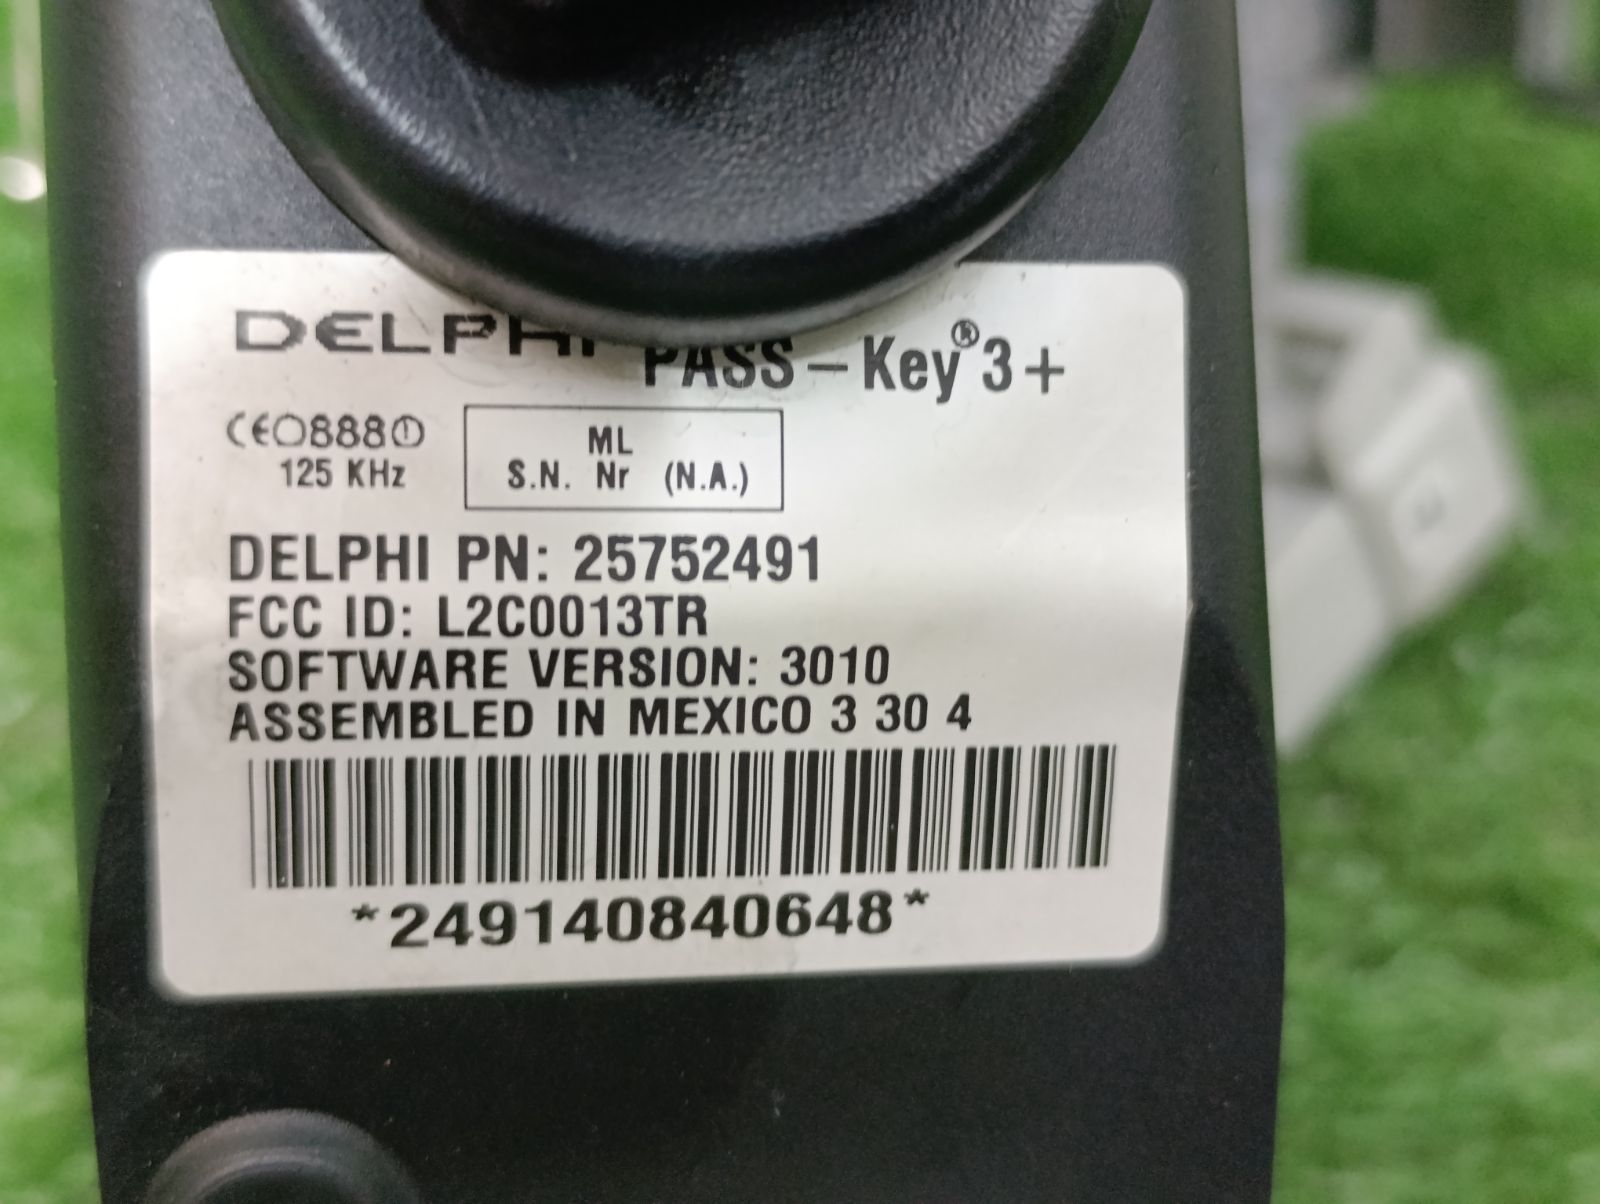 DELPHI
PASS-Key®3+
CE0888ⓘ
125 KHz
ML
S.N. Nr (N.A.)
DELPHI PN: 25752491
FCC ID: L2C0013TR
SOFTWARE VERSION: 3010
ASSEMBLED IN MEXICO 3 30 4
*249140840648*